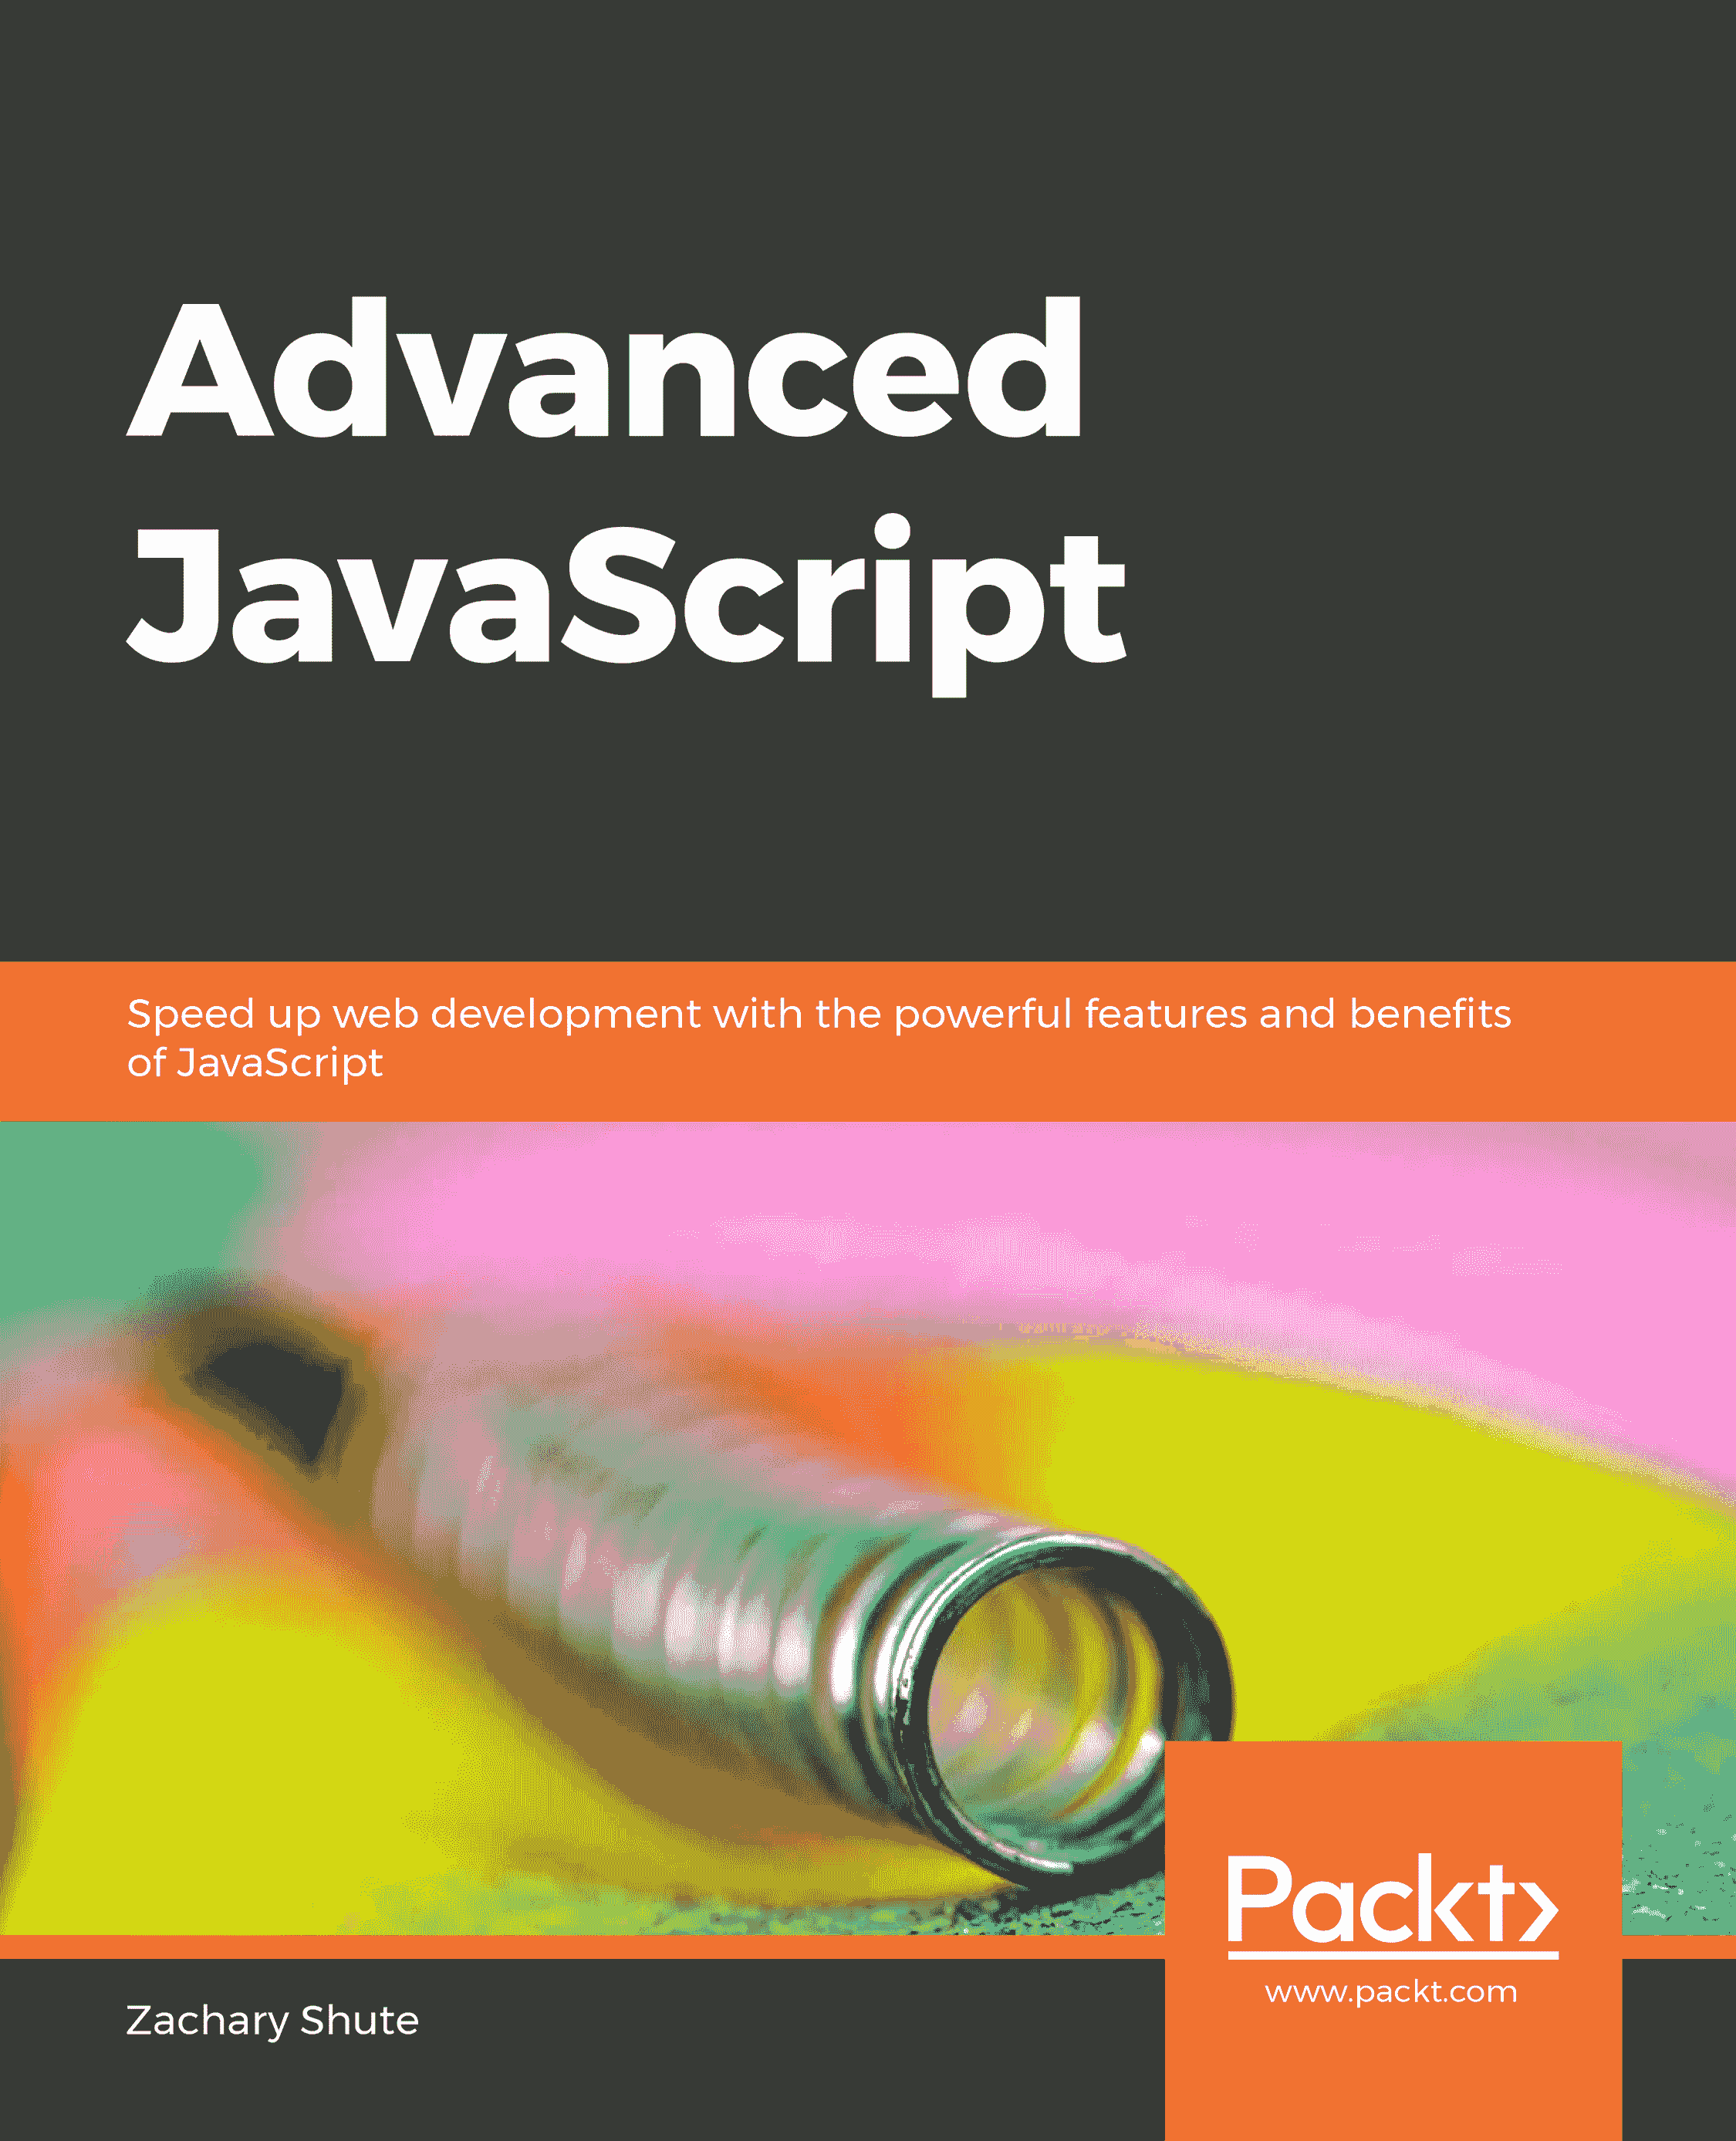 Advanced
JavaScript
Speed up web development with the powerful features and benefits
of JavaScript
Packt>
www.packt.com
Zachary Shute